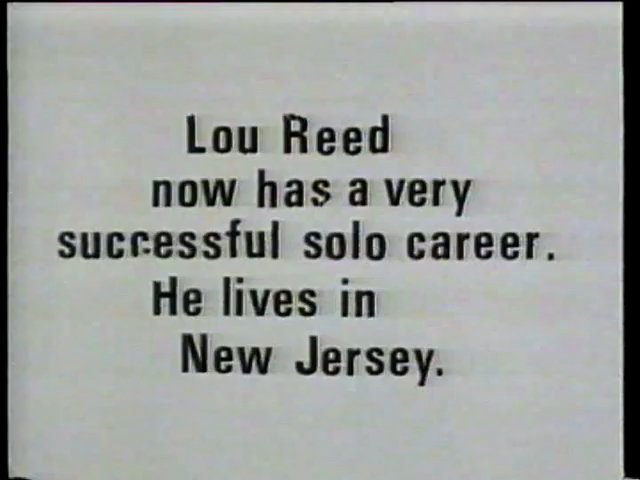 Lou Reed
now has a very
successful solo career.
He lives in
New Jersey.